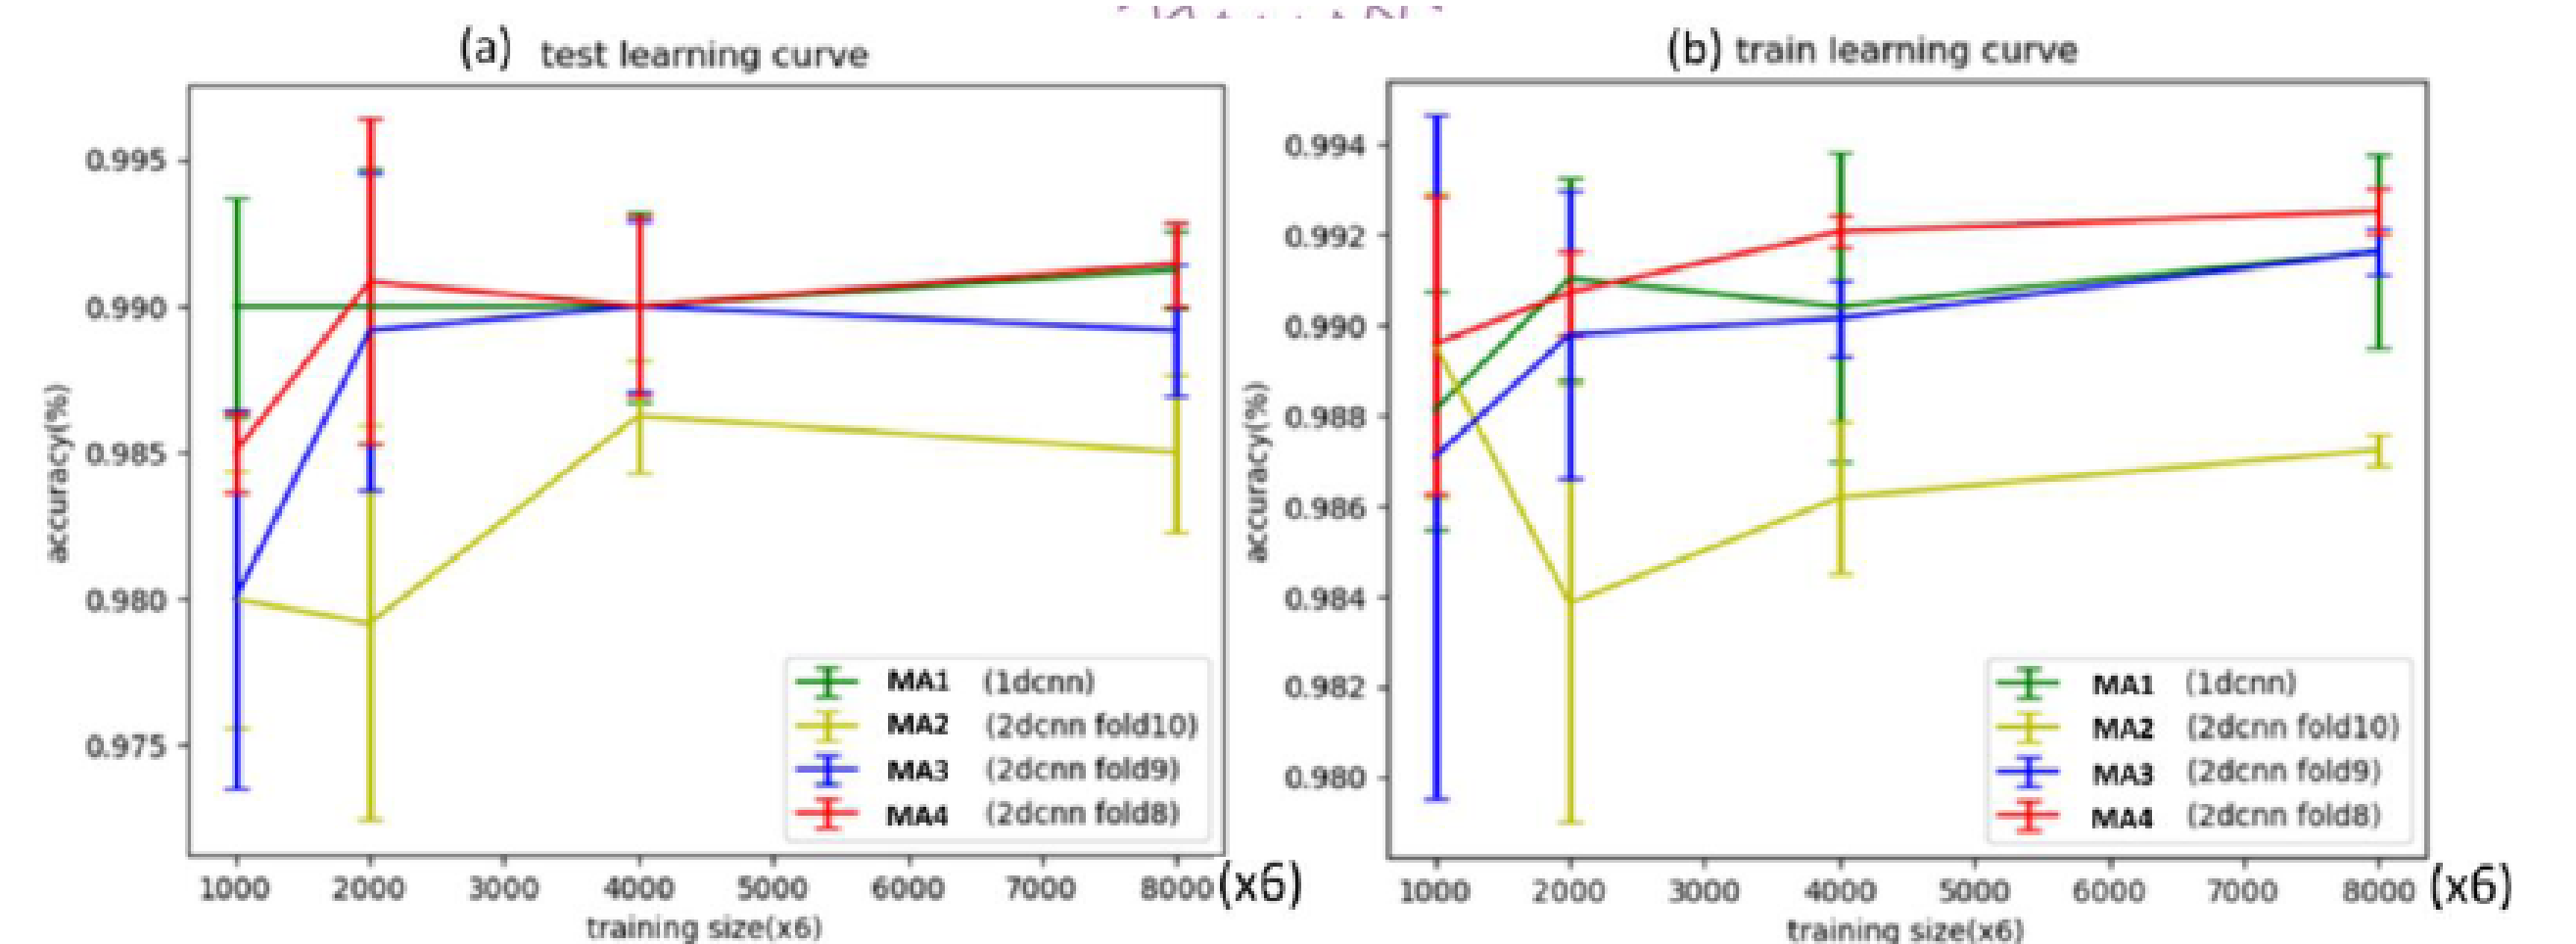 (a) test learning curve
0.995
0.990
0.985
0.980
0.975
accuracy(%)
MA1 (1dcnn)
MA2 (2dcnn fold10)
MA3 (2dcnn fold9)
MA4 (2dcnn fold8)
1000 2000 3000 4000 5000 6000 7000 8000 (x6)
training size(x6)
(b) train learning curve
0.994
0.992
0.990
0.988
0.986
0.984
0.982
0.980
accuracy(%)
MA1 (1dcnn)
MA2 (2dcnn fold10)
MA3 (2dcnn fold9)
MA4 (2dcnn fold8)
1000 2000 3000 4000 5000 6000 7000 8000 (x6)
training size(x6)